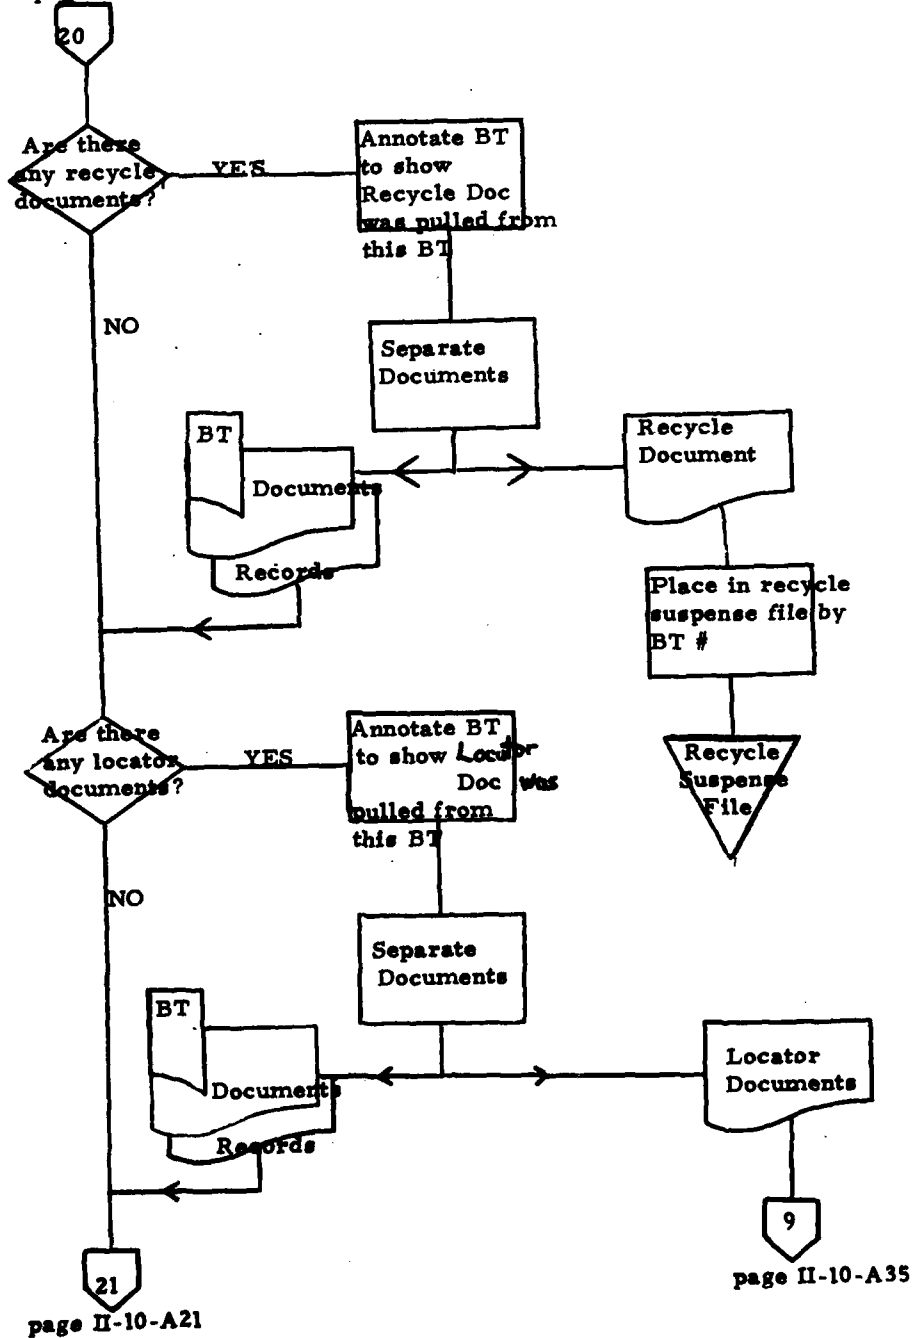 20
Are there
any recycle
documents?
YES
Annotate BT
to show
Recycle Doc
was pulled from
this BT
NO
Separate
Documents
BT
Documents
Records
Recycle
Document
Place in recycle
suspense file by
BT #
Recycle
Suspense
File
Are there
any locator
documents?
YES
Annotate BT
to show Locator
Doc was
pulled from
this BT
NO
Separate
Documents
BT
Documents
Records
Locator
Documents
9
page II-10-A35
21
page II-10-A21